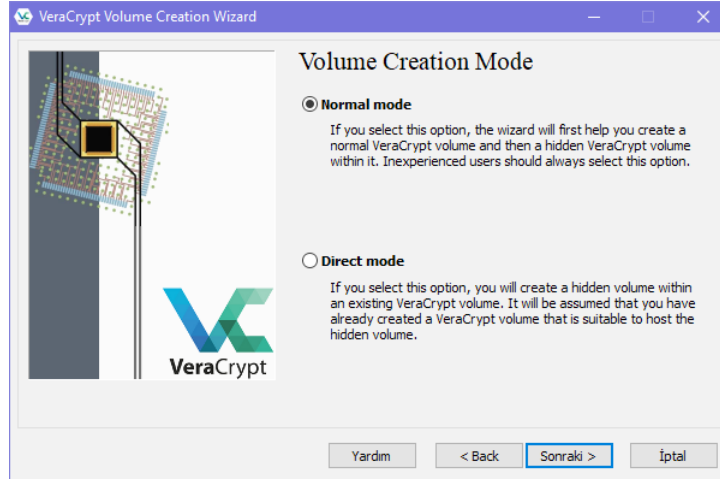 VeraCrypt Volume Creation Wizard
Volume Creation Mode
Normal mode
If you select this option, the wizard will first help you create a
normal VeraCrypt volume and then a hidden VeraCrypt volume
within it. Inexperienced users should always select this option.
Direct mode
If you select this option, you will create a hidden volume within
an existing VeraCrypt volume. It will be assumed that you have
already created a VeraCrypt volume that is suitable to host the
hidden volume.
VeraCrypt
Yardım
< Back
Sonraki >
İptal